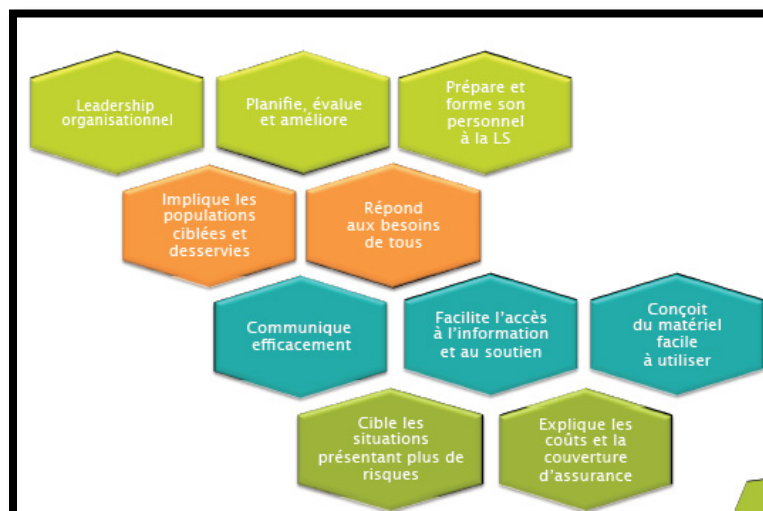 Leadership
organisationnel
Planifie, évalue
et améliore
Prépare et
forme son
personnel
à la LS
Implique les
populations
ciblées et
desservies
Répond
aux besoins
de tous
Communique
efficacement
Facilite l'accès
à l'information
et au soutien
Conçoit
du matériel
facile
à utiliser
Cible les
situations
présentant plus de
risques
Explique les
coûts et la
couverture
d'assurance